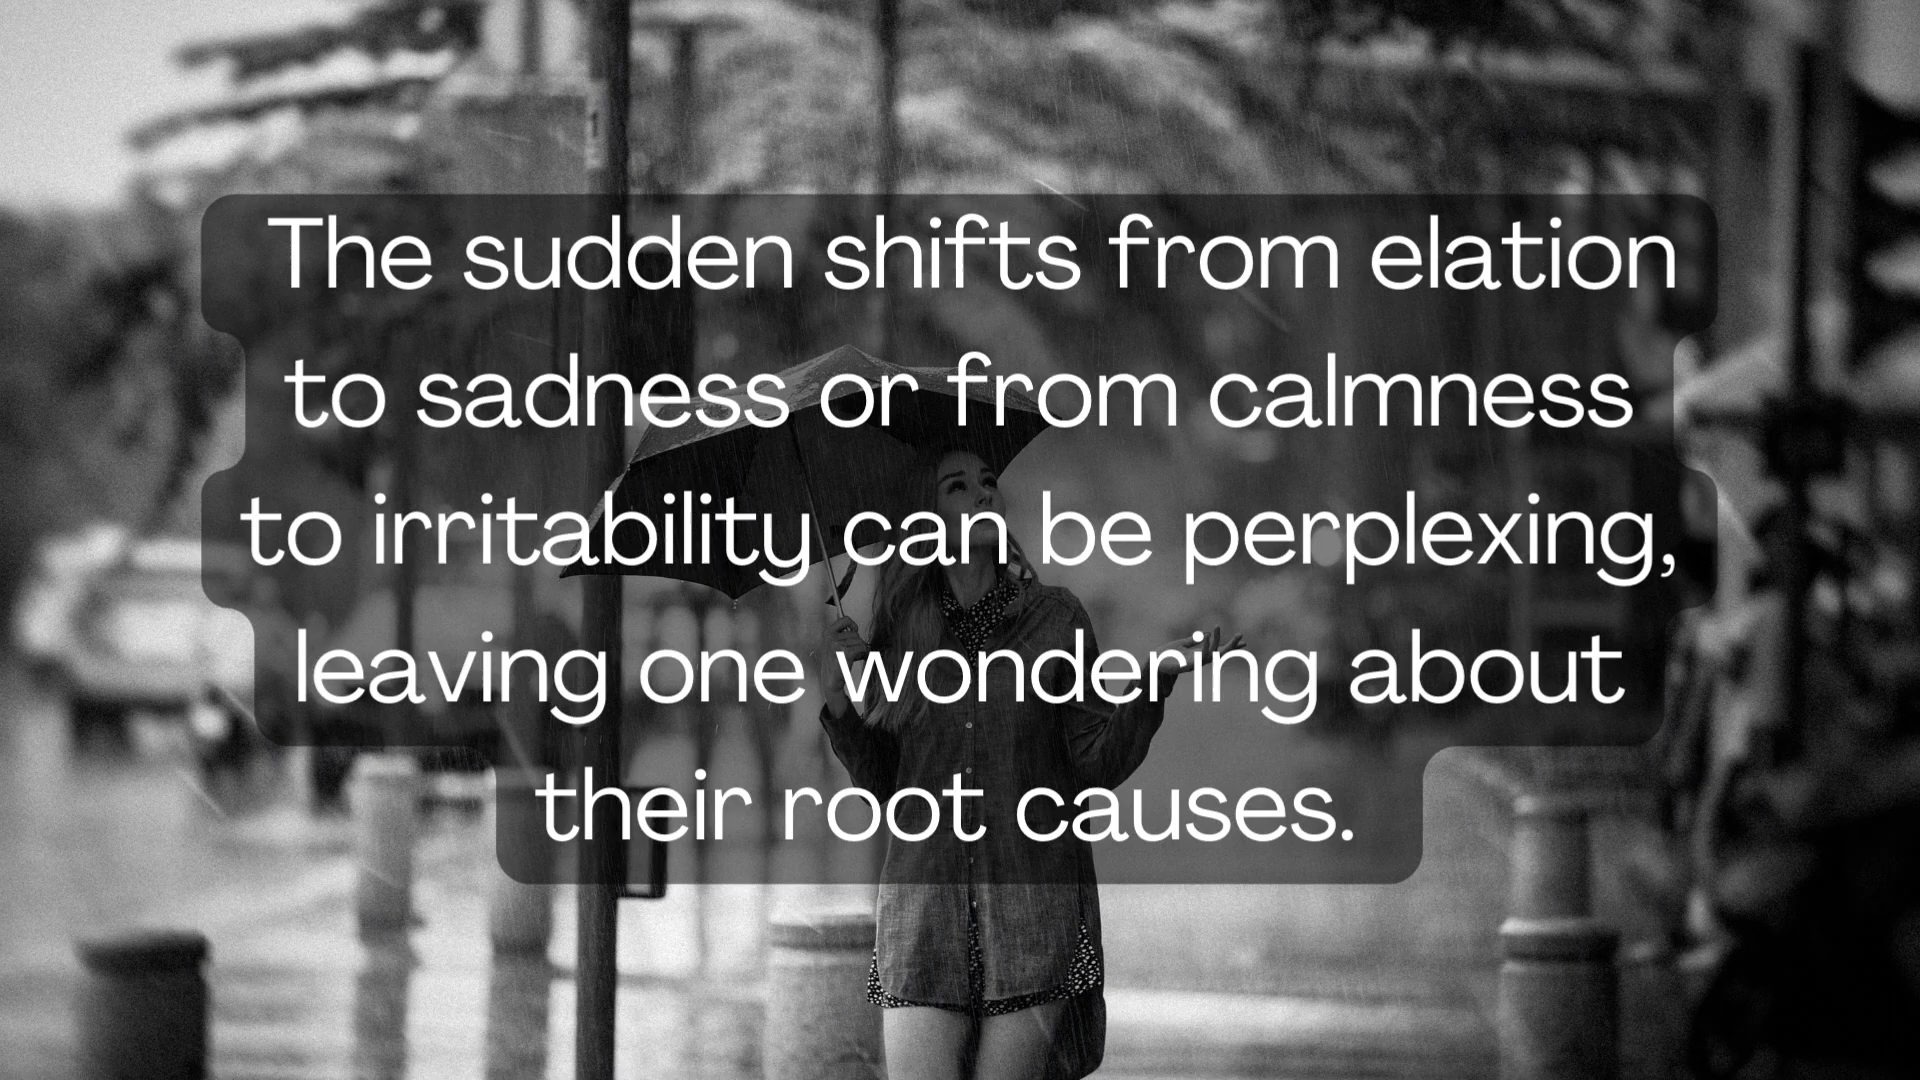 The sudden shifts from elation
to sadness or from calmness
to irritability can be perplexing,
leaving one wondering about
their root causes.